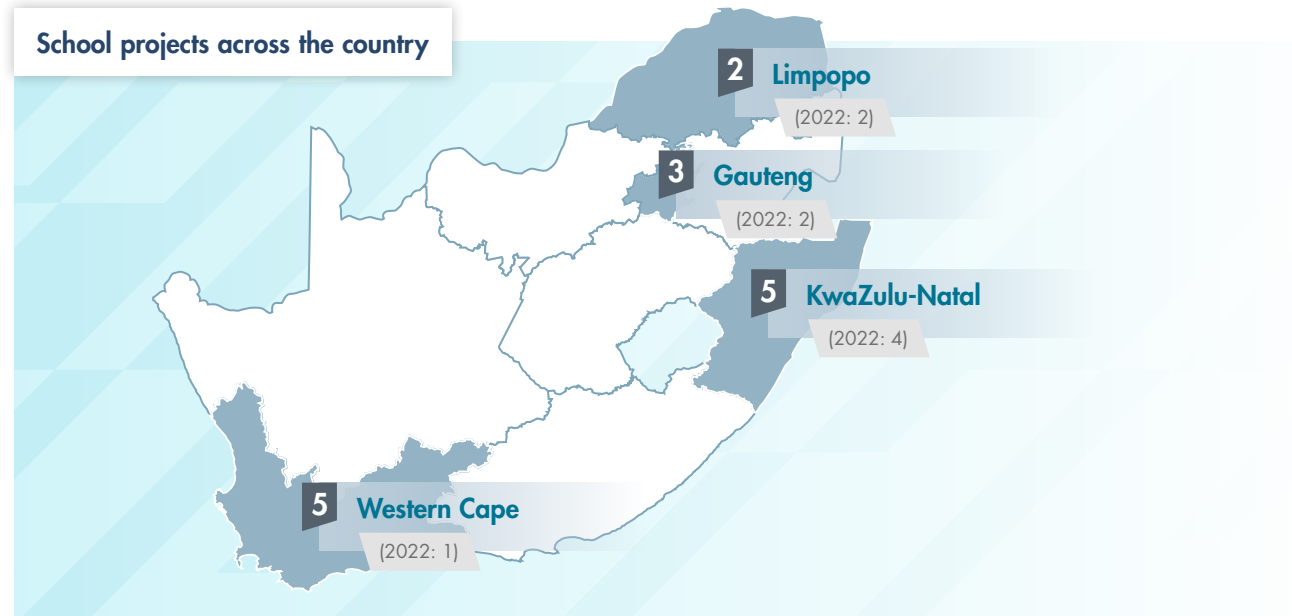 School projects across the country
2 Limpopo
(2022: 2)
3 Gauteng
(2022: 2)
5 KwaZulu-Natal
(2022: 4)
5 Western Cape
(2022: 1)